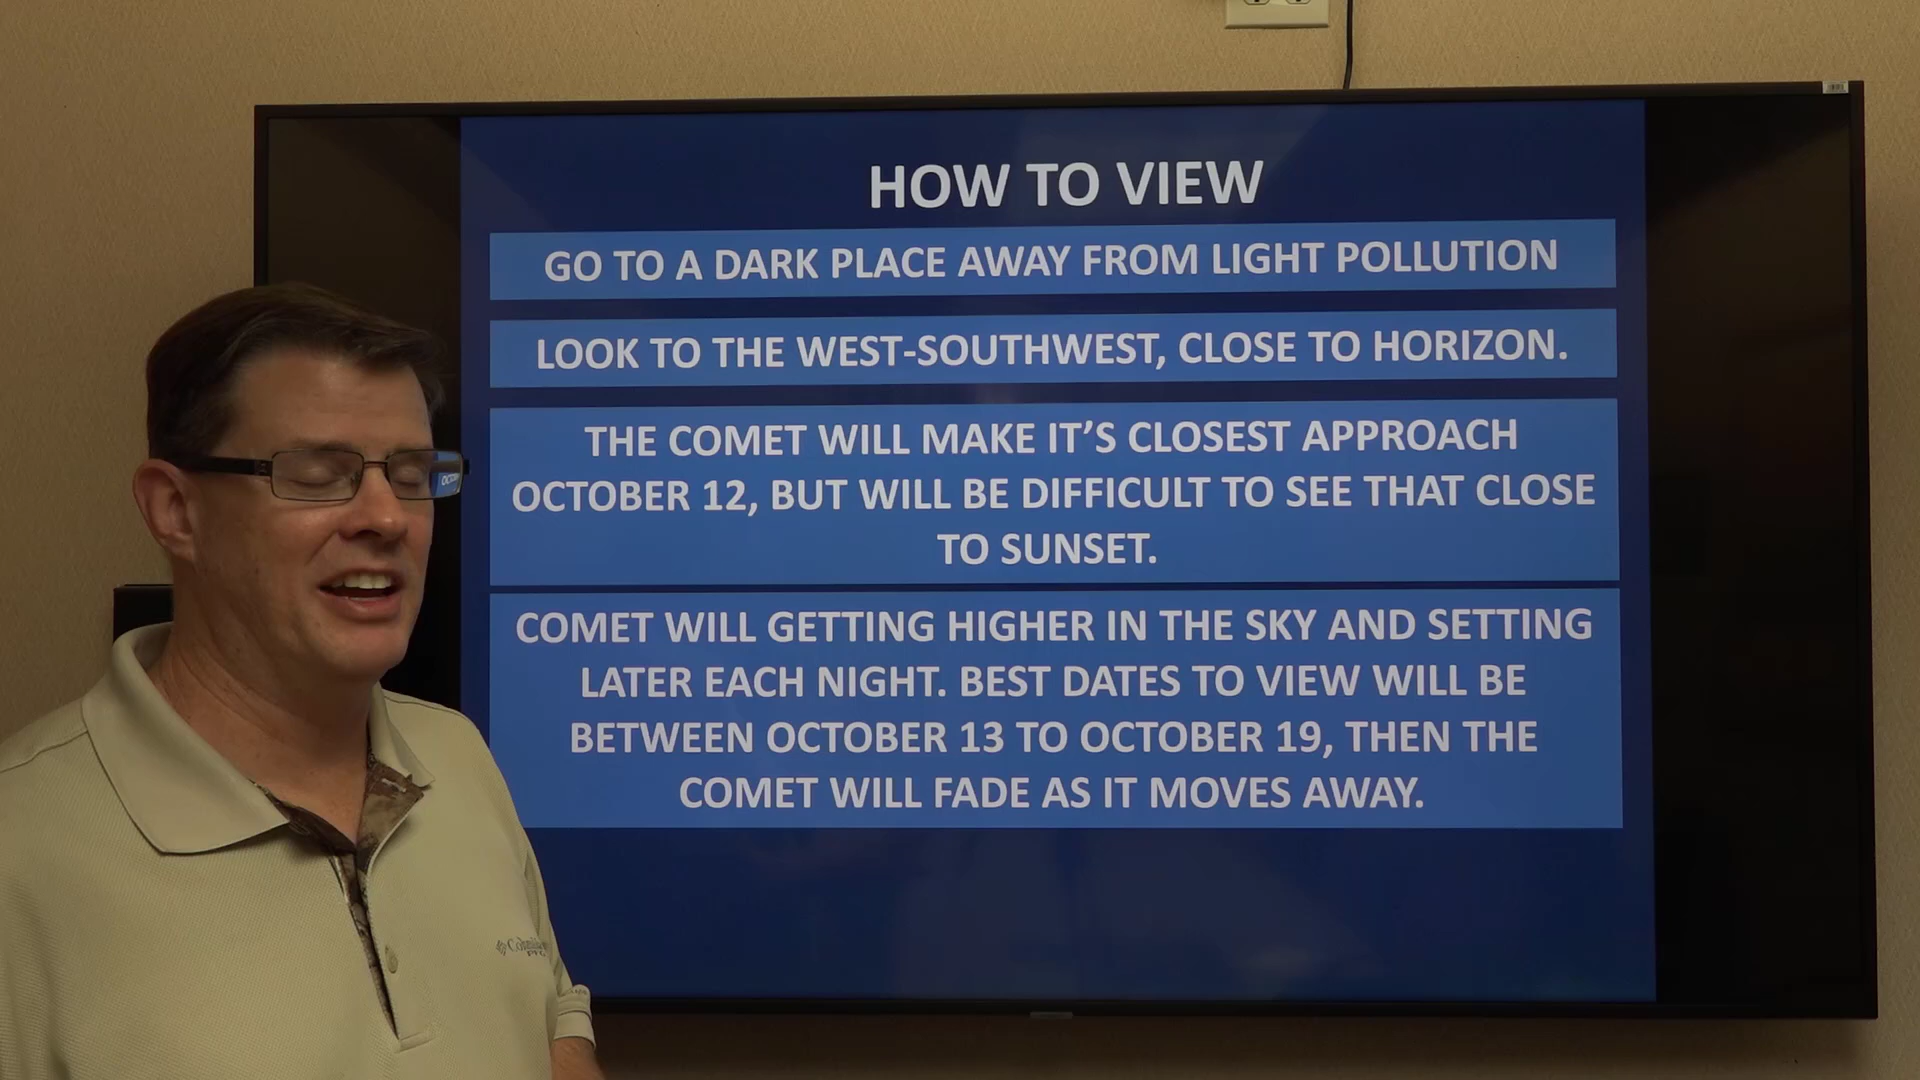 HOW TO VIEW
GO TO A DARK PLACE AWAY FROM LIGHT POLLUTION
LOOK TO THE WEST-SOUTHWEST, CLOSE TO HORIZON.
THE COMET WILL MAKE IT'S CLOSEST APPROACH
OCTOBER 12, BUT WILL BE DIFFICULT TO SEE THAT CLOSE
TO SUNSET.
COMET WILL GETTING HIGHER IN THE SKY AND SETTING
LATER EACH NIGHT. BEST DATES TO VIEW WILL BE
BETWEEN OCTOBER 13 TO OCTOBER 19, THEN THE
COMET WILL FADE AS IT MOVES AWAY.